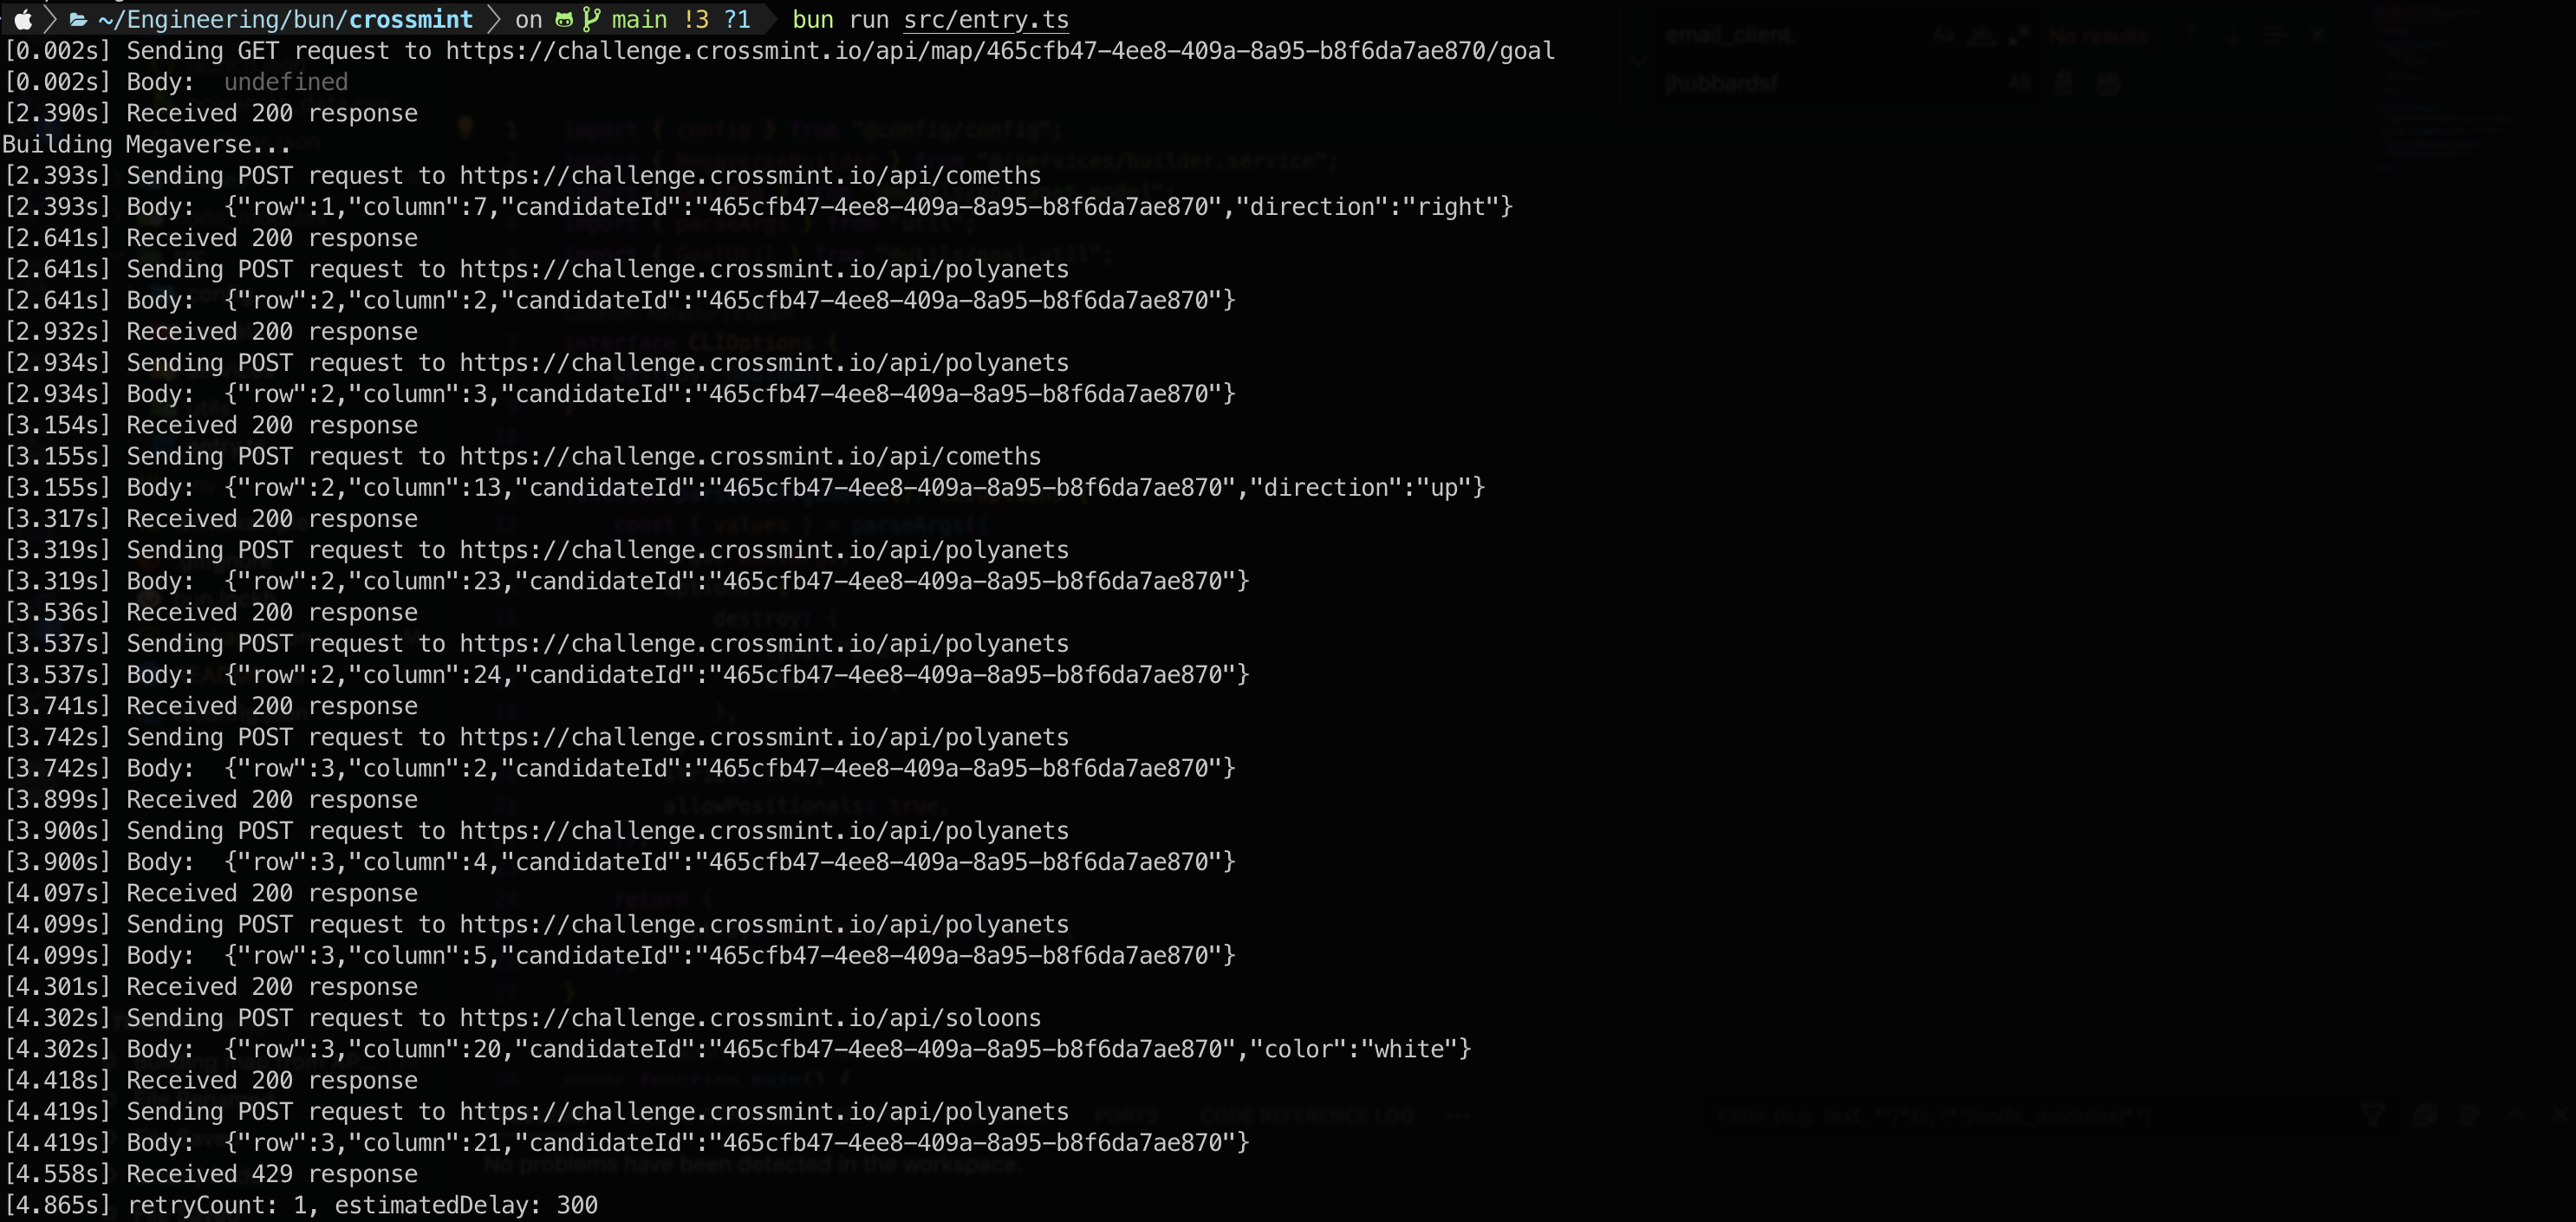 ~/Engineering/bun/crossmint on main !3 ?1 bun run src/entry.ts
[0.002s] Sending GET request to https://challenge.crossmint.io/api/map/465cfb47-4ee8-409a-8a95-b8f6da7ae870/goal
[0.002s] Body:  undefined
[2.390s] Received 200 response
Building Megaverse...
[2.393s] Sending POST request to https://challenge.crossmint.io/api/comeths
[2.393s] Body:  {"row":1,"column":7,"candidateId":"465cfb47-4ee8-409a-8a95-b8f6da7ae870","direction":"right"}
[2.641s] Received 200 response
[2.641s] Sending POST request to https://challenge.crossmint.io/api/polyanets
[2.641s] Body:  {"row":2,"column":2,"candidateId":"465cfb47-4ee8-409a-8a95-b8f6da7ae870"}
[2.932s] Received 200 response
[2.934s] Sending POST request to https://challenge.crossmint.io/api/polyanets
[2.934s] Body:  {"row":2,"column":3,"candidateId":"465cfb47-4ee8-409a-8a95-b8f6da7ae870"}
[3.154s] Received 200 response
[3.155s] Sending POST request to https://challenge.crossmint.io/api/comeths
[3.155s] Body:  {"row":2,"column":13,"candidateId":"465cfb47-4ee8-409a-8a95-b8f6da7ae870","direction":"up"}
[3.317s] Received 200 response
[3.319s] Sending POST request to https://challenge.crossmint.io/api/polyanets
[3.319s] Body:  {"row":2,"column":23,"candidateId":"465cfb47-4ee8-409a-8a95-b8f6da7ae870"}
[3.536s] Received 200 response
[3.537s] Sending POST request to https://challenge.crossmint.io/api/polyanets
[3.537s] Body:  {"row":2,"column":24,"candidateId":"465cfb47-4ee8-409a-8a95-b8f6da7ae870"}
[3.741s] Received 200 response
[3.742s] Sending POST request to https://challenge.crossmint.io/api/polyanets
[3.742s] Body:  {"row":3,"column":2,"candidateId":"465cfb47-4ee8-409a-8a95-b8f6da7ae870"}
[3.899s] Received 200 response
[3.900s] Sending POST request to https://challenge.crossmint.io/api/polyanets
[3.900s] Body:  {"row":3,"column":4,"candidateId":"465cfb47-4ee8-409a-8a95-b8f6da7ae870"}
[4.097s] Received 200 response
[4.099s] Sending POST request to https://challenge.crossmint.io/api/polyanets
[4.099s] Body:  {"row":3,"column":5,"candidateId":"465cfb47-4ee8-409a-8a95-b8f6da7ae870"}
[4.301s] Received 200 response
[4.302s] Sending POST request to https://challenge.crossmint.io/api/soloons
[4.302s] Body:  {"row":3,"column":20,"candidateId":"465cfb47-4ee8-409a-8a95-b8f6da7ae870","color":"white"}
[4.418s] Received 200 response
[4.419s] Sending POST request to https://challenge.crossmint.io/api/polyanets
[4.419s] Body:  {"row":3,"column":21,"candidateId":"465cfb47-4ee8-409a-8a95-b8f6da7ae870"}
[4.558s] Received 429 response
[4.865s] retryCount: 1, estimatedDelay: 300